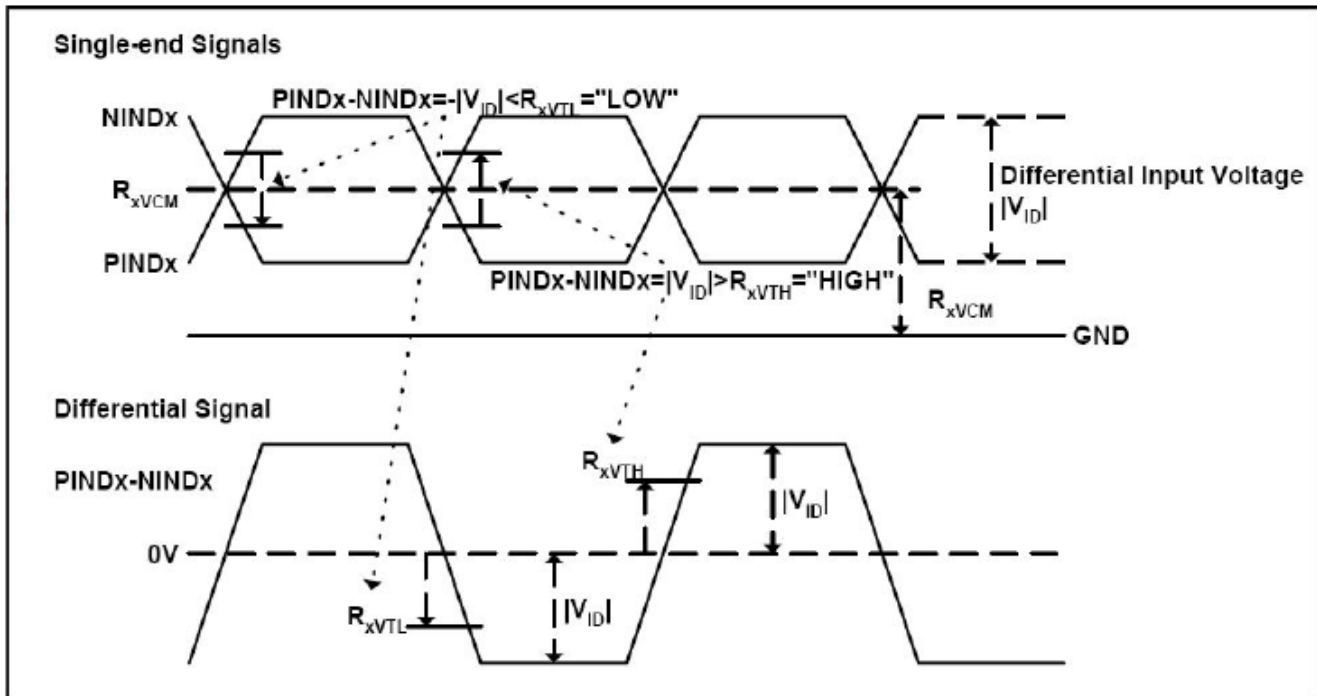 Single-end Signals
PINDx-NINDx=-|VID|<RxVTL="LOW"
NINDx
RxVCM
Differential Input Voltage
|VID|
PINDx
PINDx-NINDx=|VID|>RxVTH="HIGH"
RxVCM
GND
Differential Signal
RxVTH
PINDx-NINDx
|VID|
0V
RxVTL
|VID|